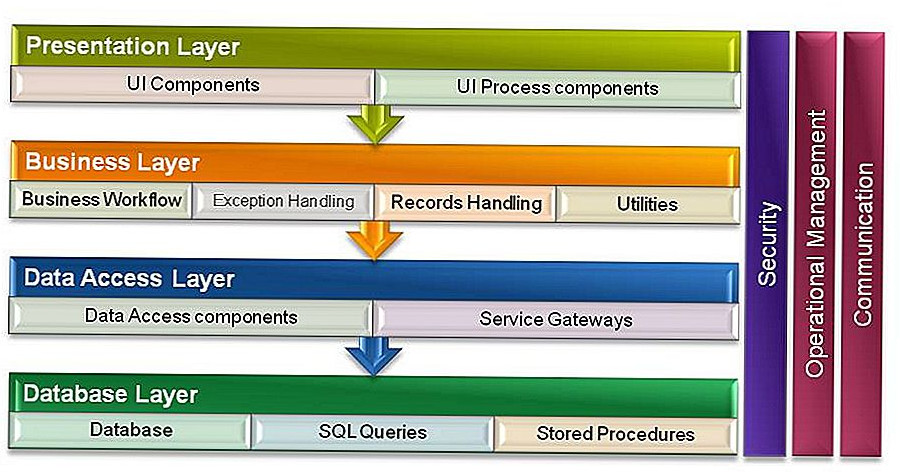 Presentation Layer
UI Components
UI Process components
Business Layer
Business Workflow
Exception Handling
Records Handling
Utilities
Data Access Layer
Data Access components
Service Gateways
Database Layer
Database
SQL Queries
Stored Procedures
Security
Operational Management
Communication